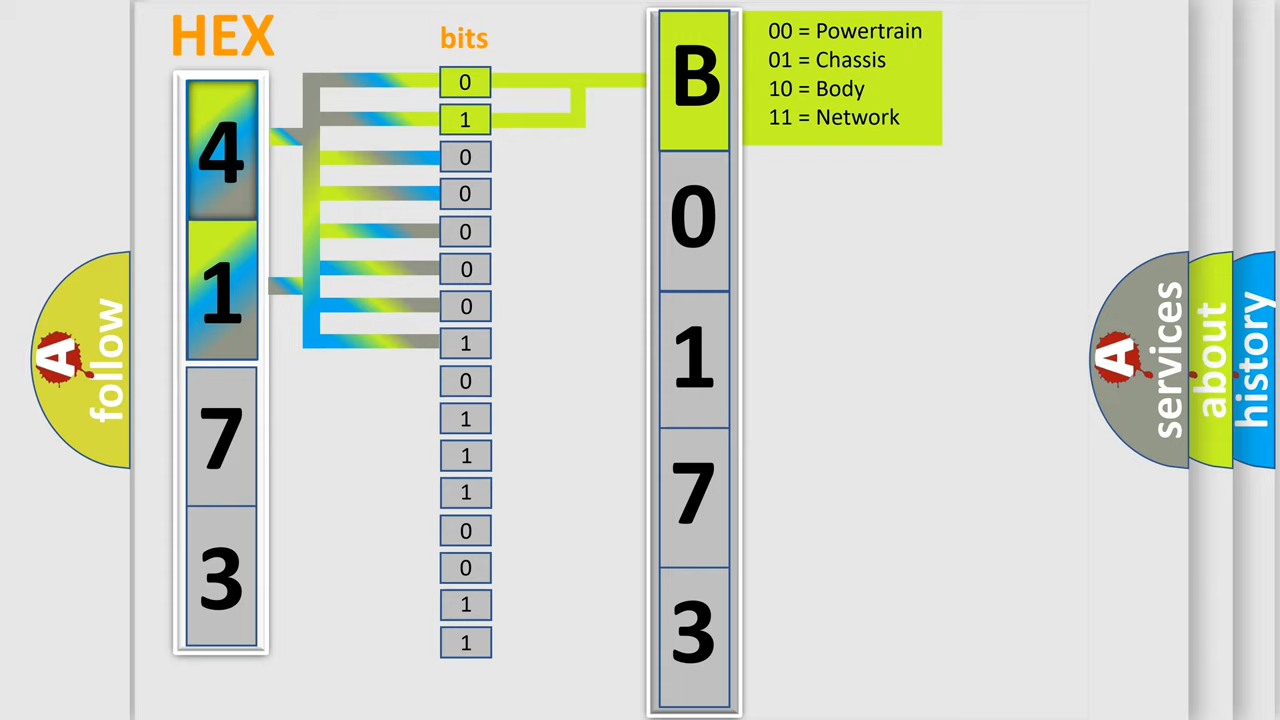 HEX
4
1
7
3
bits
0
1
0
0
0
0
0
1
0
1
1
1
0
0
1
1
B
0
1
7
3
00 = Powertrain
01 = Chassis
10 = Body
11 = Network
A follow
A services
about
history